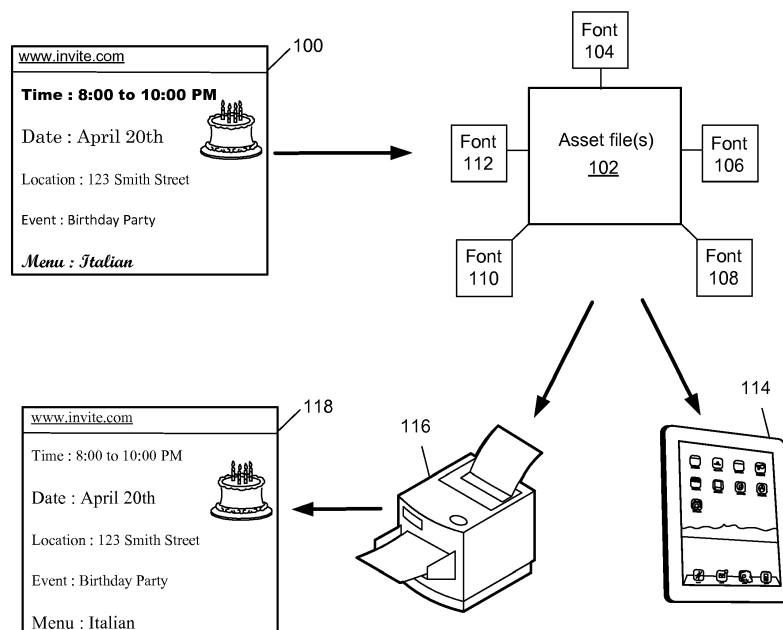 www.invite.com
100
Time : 8:00 to 10:00 PM
Date : April 20th
Location : 123 Smith Street
Event : Birthday Party
Menu : Italian
Font
104
Font
112
Asset file(s)
102
Font
106
Font
110
Font
108
www.invite.com
118
Time : 8:00 to 10:00 PM
Date : April 20th
Location : 123 Smith Street
Event : Birthday Party
Menu : Italian
116
114